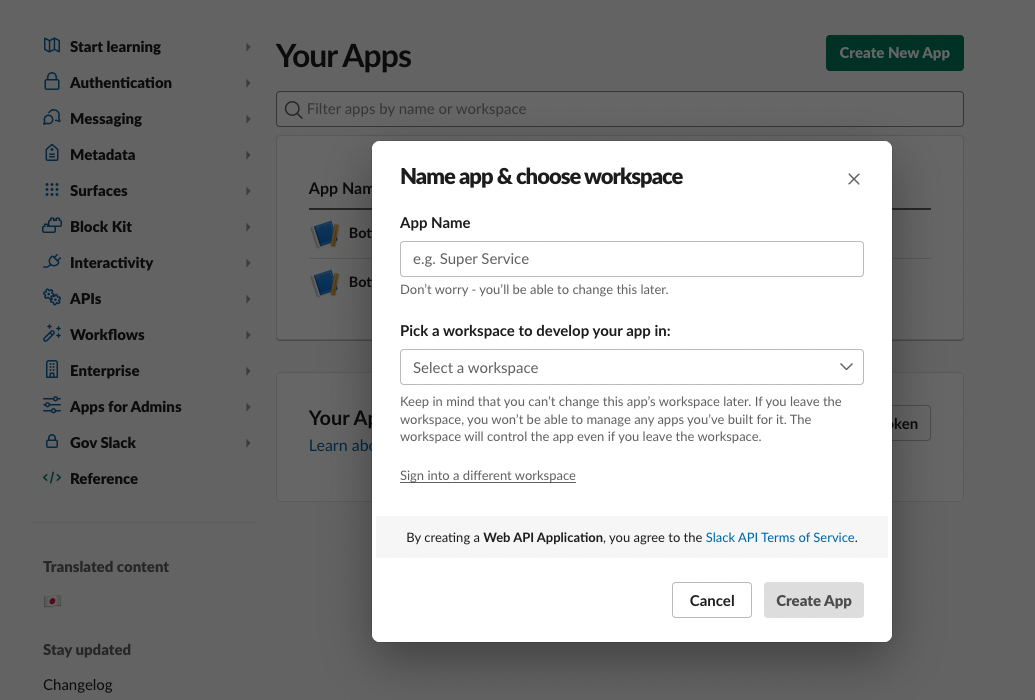 Start learning
Authentication
Messaging
Metadata
Surfaces
Block Kit
Interactivity
APIs
Workflows
Enterprise
Apps for Admins
Gov Slack
Reference
Translated content
Stay updated
Changelog
Your Apps
Create New App
Filter apps by name or workspace
App Nam
Bot
Bot
Your Ap
Learn abo
ken
Name app & choose workspace
App Name
e.g. Super Service
Don’t worry - you’ll be able to change this later.
Pick a workspace to develop your app in:
Select a workspace
Keep in mind that you can’t change this app’s workspace later. If you leave the
workspace, you won’t be able to manage any apps you’ve built for it. The
workspace will control the app even if you leave the workspace.
Sign into a different workspace
By creating a Web API Application, you agree to the Slack API Terms of Service.
Cancel
Create App